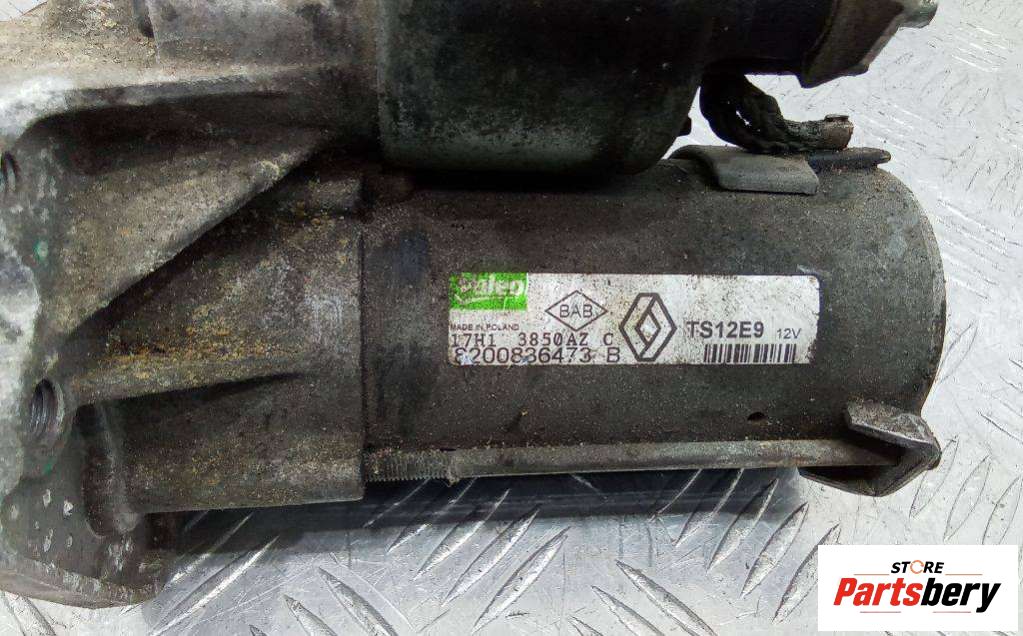 Valeo
BAB
MADE IN POLAND
TS12E9 12V
17H1 3850AZ C
8200836473 B
STORE
Partsbery